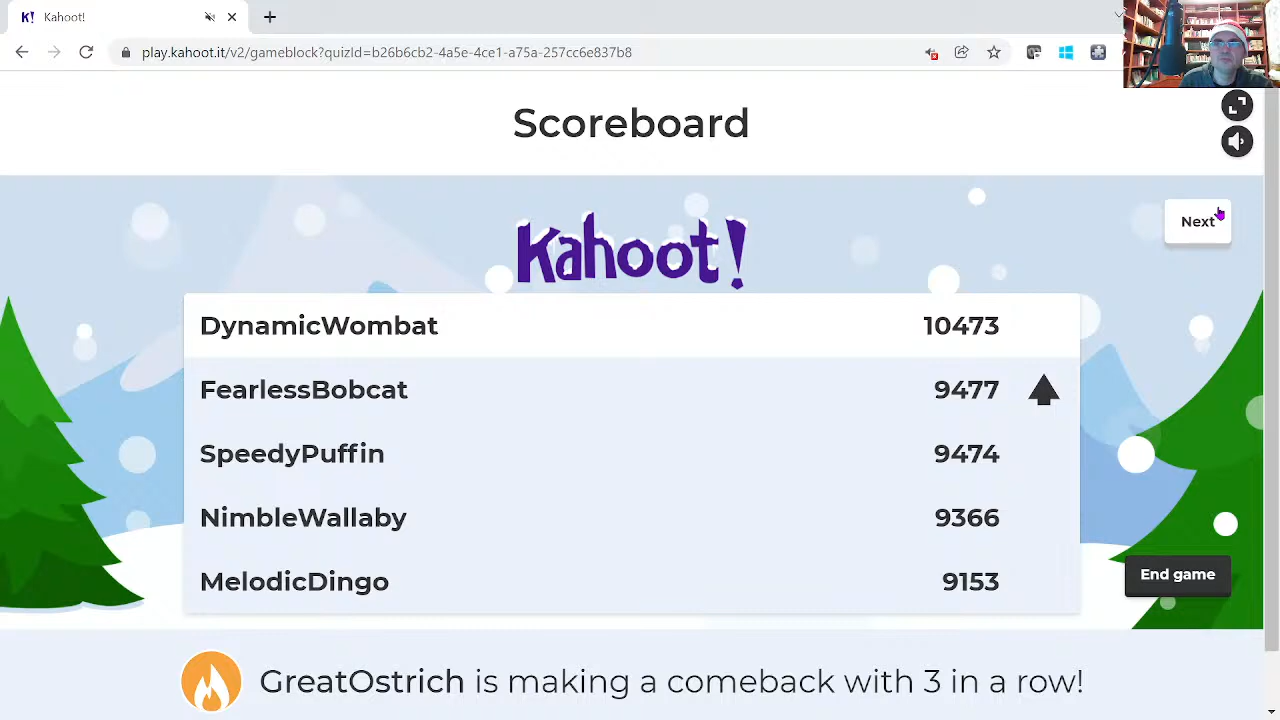 Kahoot!
play.kahoot.it/v2/gameblock?quizId=b26b6cb2-4a5e-4ced-a75a-257cc6e837b8
Scoreboard
Kahoot!
Next
DynamicWombat 10473
FearlessBobcat 9477
SpeedyPuffin 9474
NimbleWallaby 9366
MelodicDingo 9153
End game
GreatOstrich is making a comeback with 3 in a row!